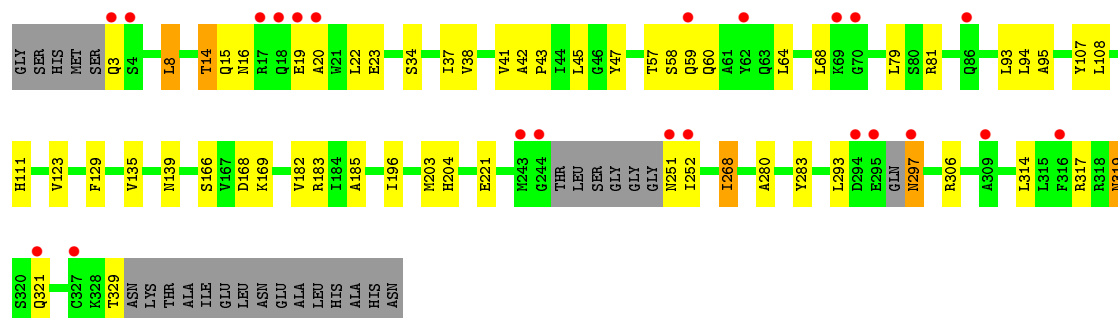 GLY SER HIS MET SER Q3 S4 L8 T14 Q15 N16 R17 Q18 E19 A20 W21 L22 E23 S34 I37 V38 V41 A42 P43 I44 L45 G46 Y47 T57 S58 Q59 Q60 A61 Y62 Q63 L64 L68 K69 G70 L79 S80 R81 Q86 L93 L94 A95 Y107 L108
H111 V123 F129 V135 N139 S166 V167 D168 K169 V182 R183 I184 A185 I196 M203 H204 E221 M243 G244 THR LEU SER GLY GLY GLY N251 I252 I268 A280 Y283 L293 D294 E295 GLN N297 R306 A309 L314 L315 F316 R317 R318 N319
S320 Q321 C327 K328 T329 ASN LYS THR ALA ILE GLU LEU ASN GLU ALA LEU HIS ALA HIS ASN